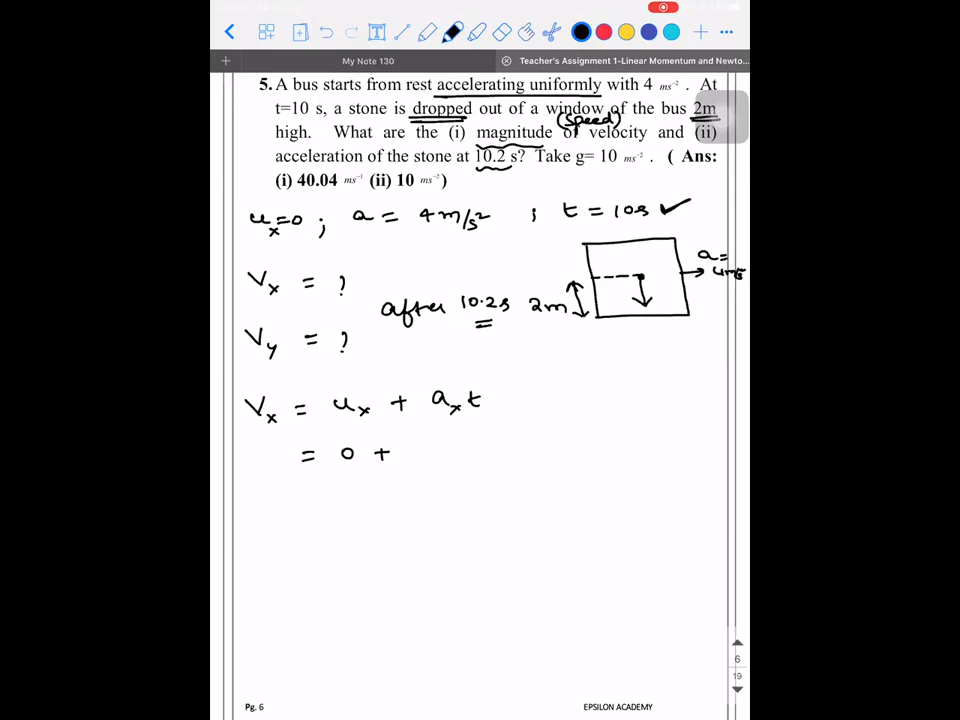 My Note 130
Teacher's Assignment 1-Linear Momentum and Newto...
5. A bus starts from rest accelerating uniformly with 4 ms⁻². At
t=10 s, a stone is dropped out of a window of the bus 2m
(speed)
high. What are the (i) magnitude of velocity and (ii)
acceleration of the stone at 10.2 s? Take g= 10 ms⁻². ( Ans:
(i) 40.04 ms⁻¹ (ii) 10 ms⁻²)
uₓ=0 ; a = 4m/s² ; t = 10s ✓
a=
4m/s
Vₓ = ?
after 10.2s 2m
Vy = ?
Vₓ = uₓ + aₓt
= 0 +
6
19
Pg. 6 EPSILON ACADEMY